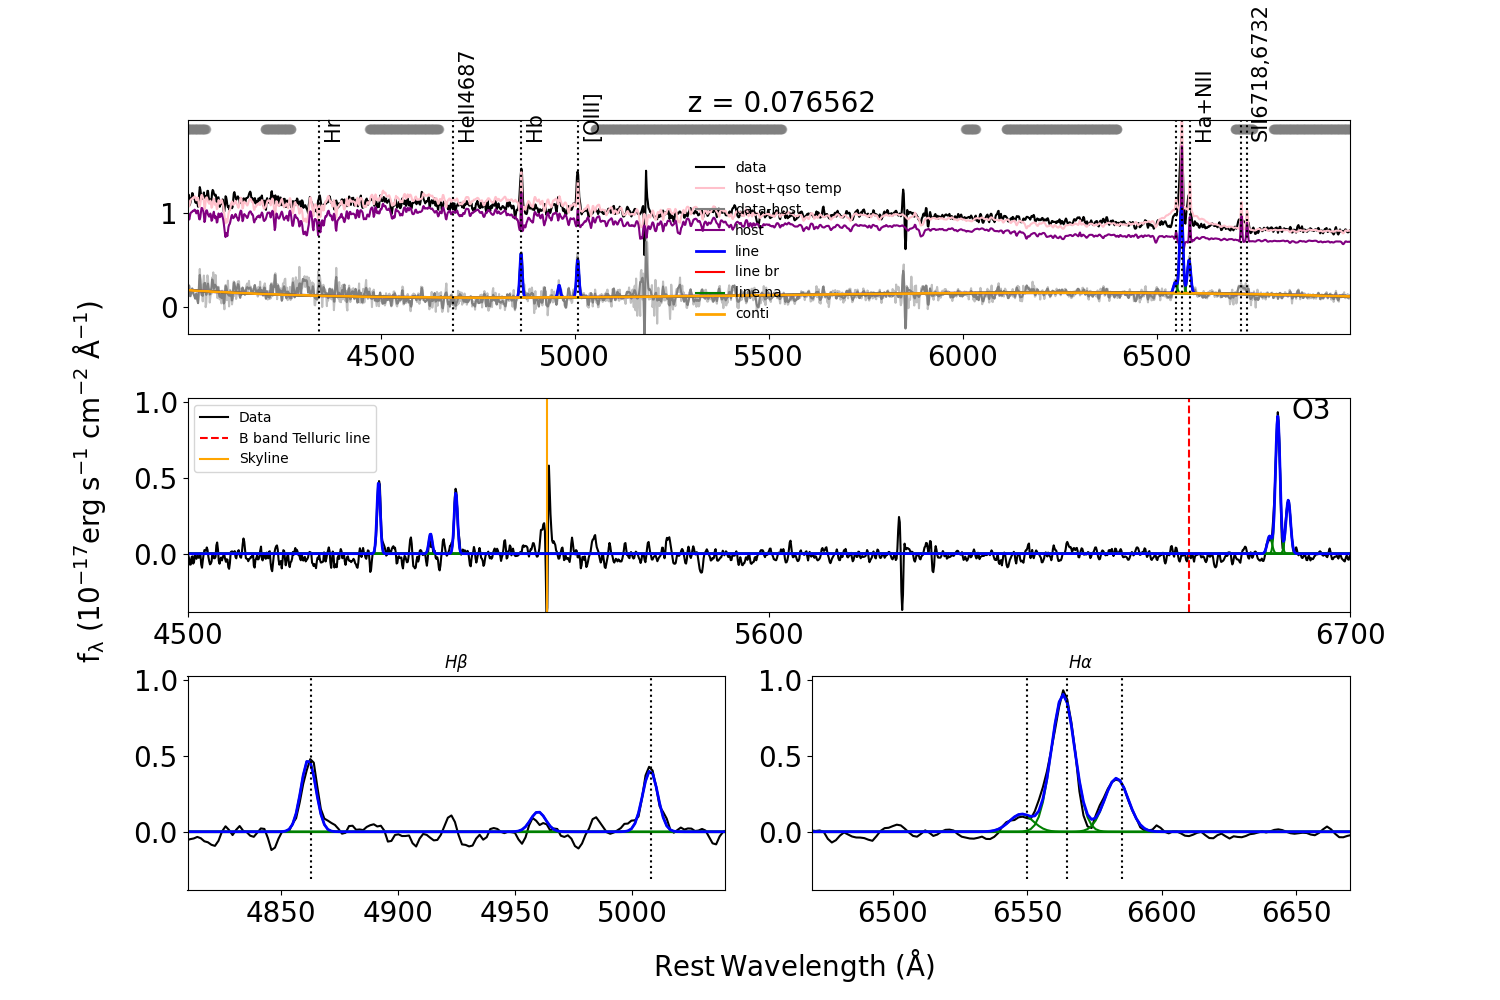 z = 0.076562
Hr
HeII4687
Hb
[OIII]
Ha+NII
SII6718,6732
data
host+qso temp
data-host
host
line
line br
line na
conti
1
0
4500 5000 5500 6000 6500
fλ (10−17erg s−1 cm−2 Å−1)
Data
B band Telluric line
Skyline
O3
1.0
0.5
0.0
4500 5600 6700
Hβ
1.0
0.5
0.0
4850 4900 4950 5000
Hα
1.0
0.5
0.0
6500 6550 6600 6650
Rest Wavelength (Å)